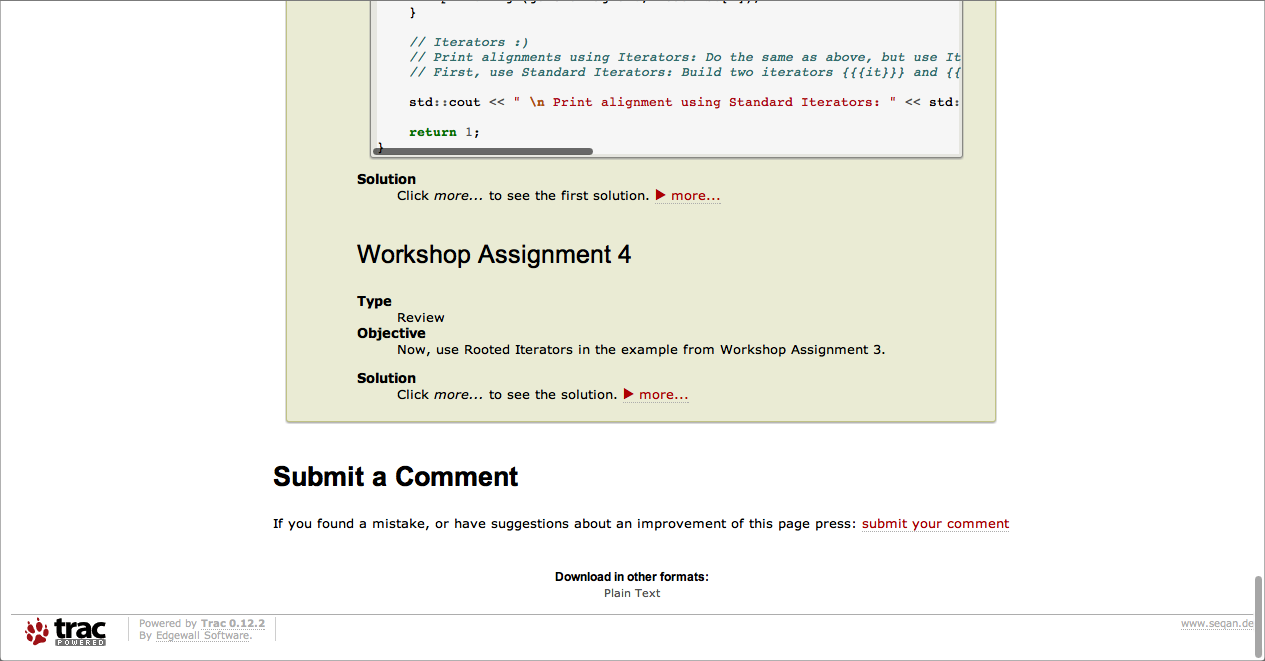 }
// Iterators :)
// Print alignments using Iterators: Do the same as above, but use It
// First, use Standard Iterators: Build two iterators {{{it}}} and {{
std::cout << " \n Print alignment using Standard Iterators: " << std:
return 1;
}
Solution
Click more... to see the first solution. ▶ more...
Workshop Assignment 4
Type
Review
Objective
Now, use Rooted Iterators in the example from Workshop Assignment 3.
Solution
Click more... to see the solution. ▶ more...
Submit a Comment
If you found a mistake, or have suggestions about an improvement of this page press: submit your comment
Download in other formats:
Plain Text
trac
POWERED
Powered by Trac 0.12.2
By Edgewall Software.
www.seqan.de